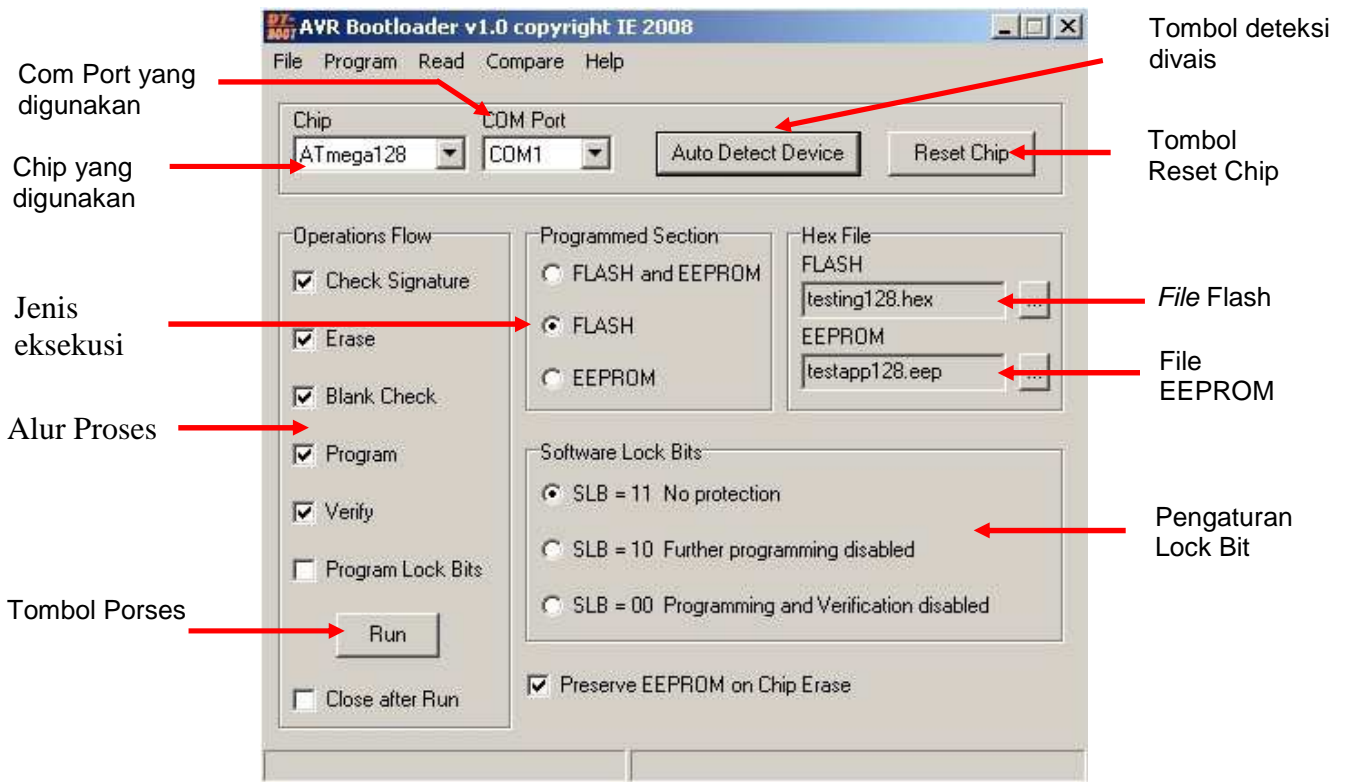 DT-
BOOT
AVR Bootloader v1.0 copyright IE 2008
File Program Read Compare Help
Com Port yang
digunakan
Chip yang
digunakan
Tombol deteksi
divais
Tombol
Reset Chip
Chip
COM Port
ATmega128
COM1
Auto Detect Device
Reset Chip
Jenis
eksekusi
Alur Proses
Tombol Porses
Operations Flow
Check Signature
Erase
Blank Check
Program
Verify
Program Lock Bits
Run
Close after Run
Programmed Section
FLASH and EEPROM
FLASH
EEPROM
Hex File
FLASH
testing128.hex
...
EEPROM
testapp128.eep
...
File Flash
File
EEPROM
Software Lock Bits
SLB = 11 No protection
SLB = 10 Further programming disabled
SLB = 00 Programming and Verification disabled
Pengaturan
Lock Bit
Preserve EEPROM on Chip Erase